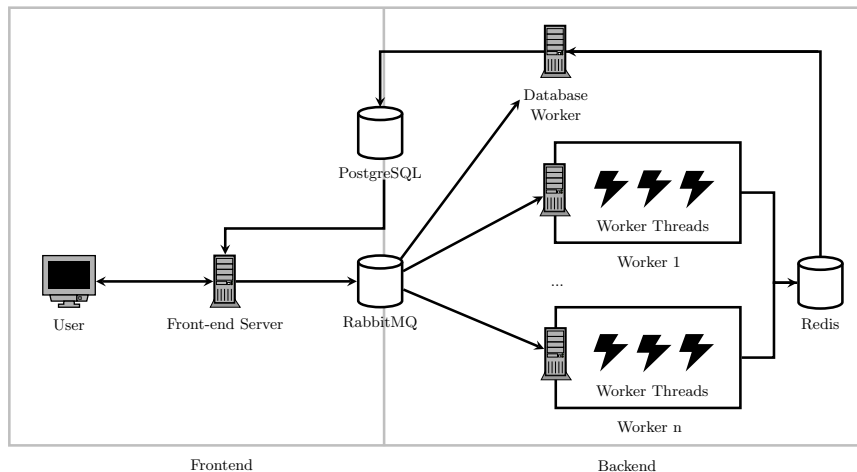 Database
Worker
PostgreSQL
Worker Threads
Worker 1
...
User
Front-end Server
RabbitMQ
Redis
Worker Threads
Worker n
Frontend
Backend